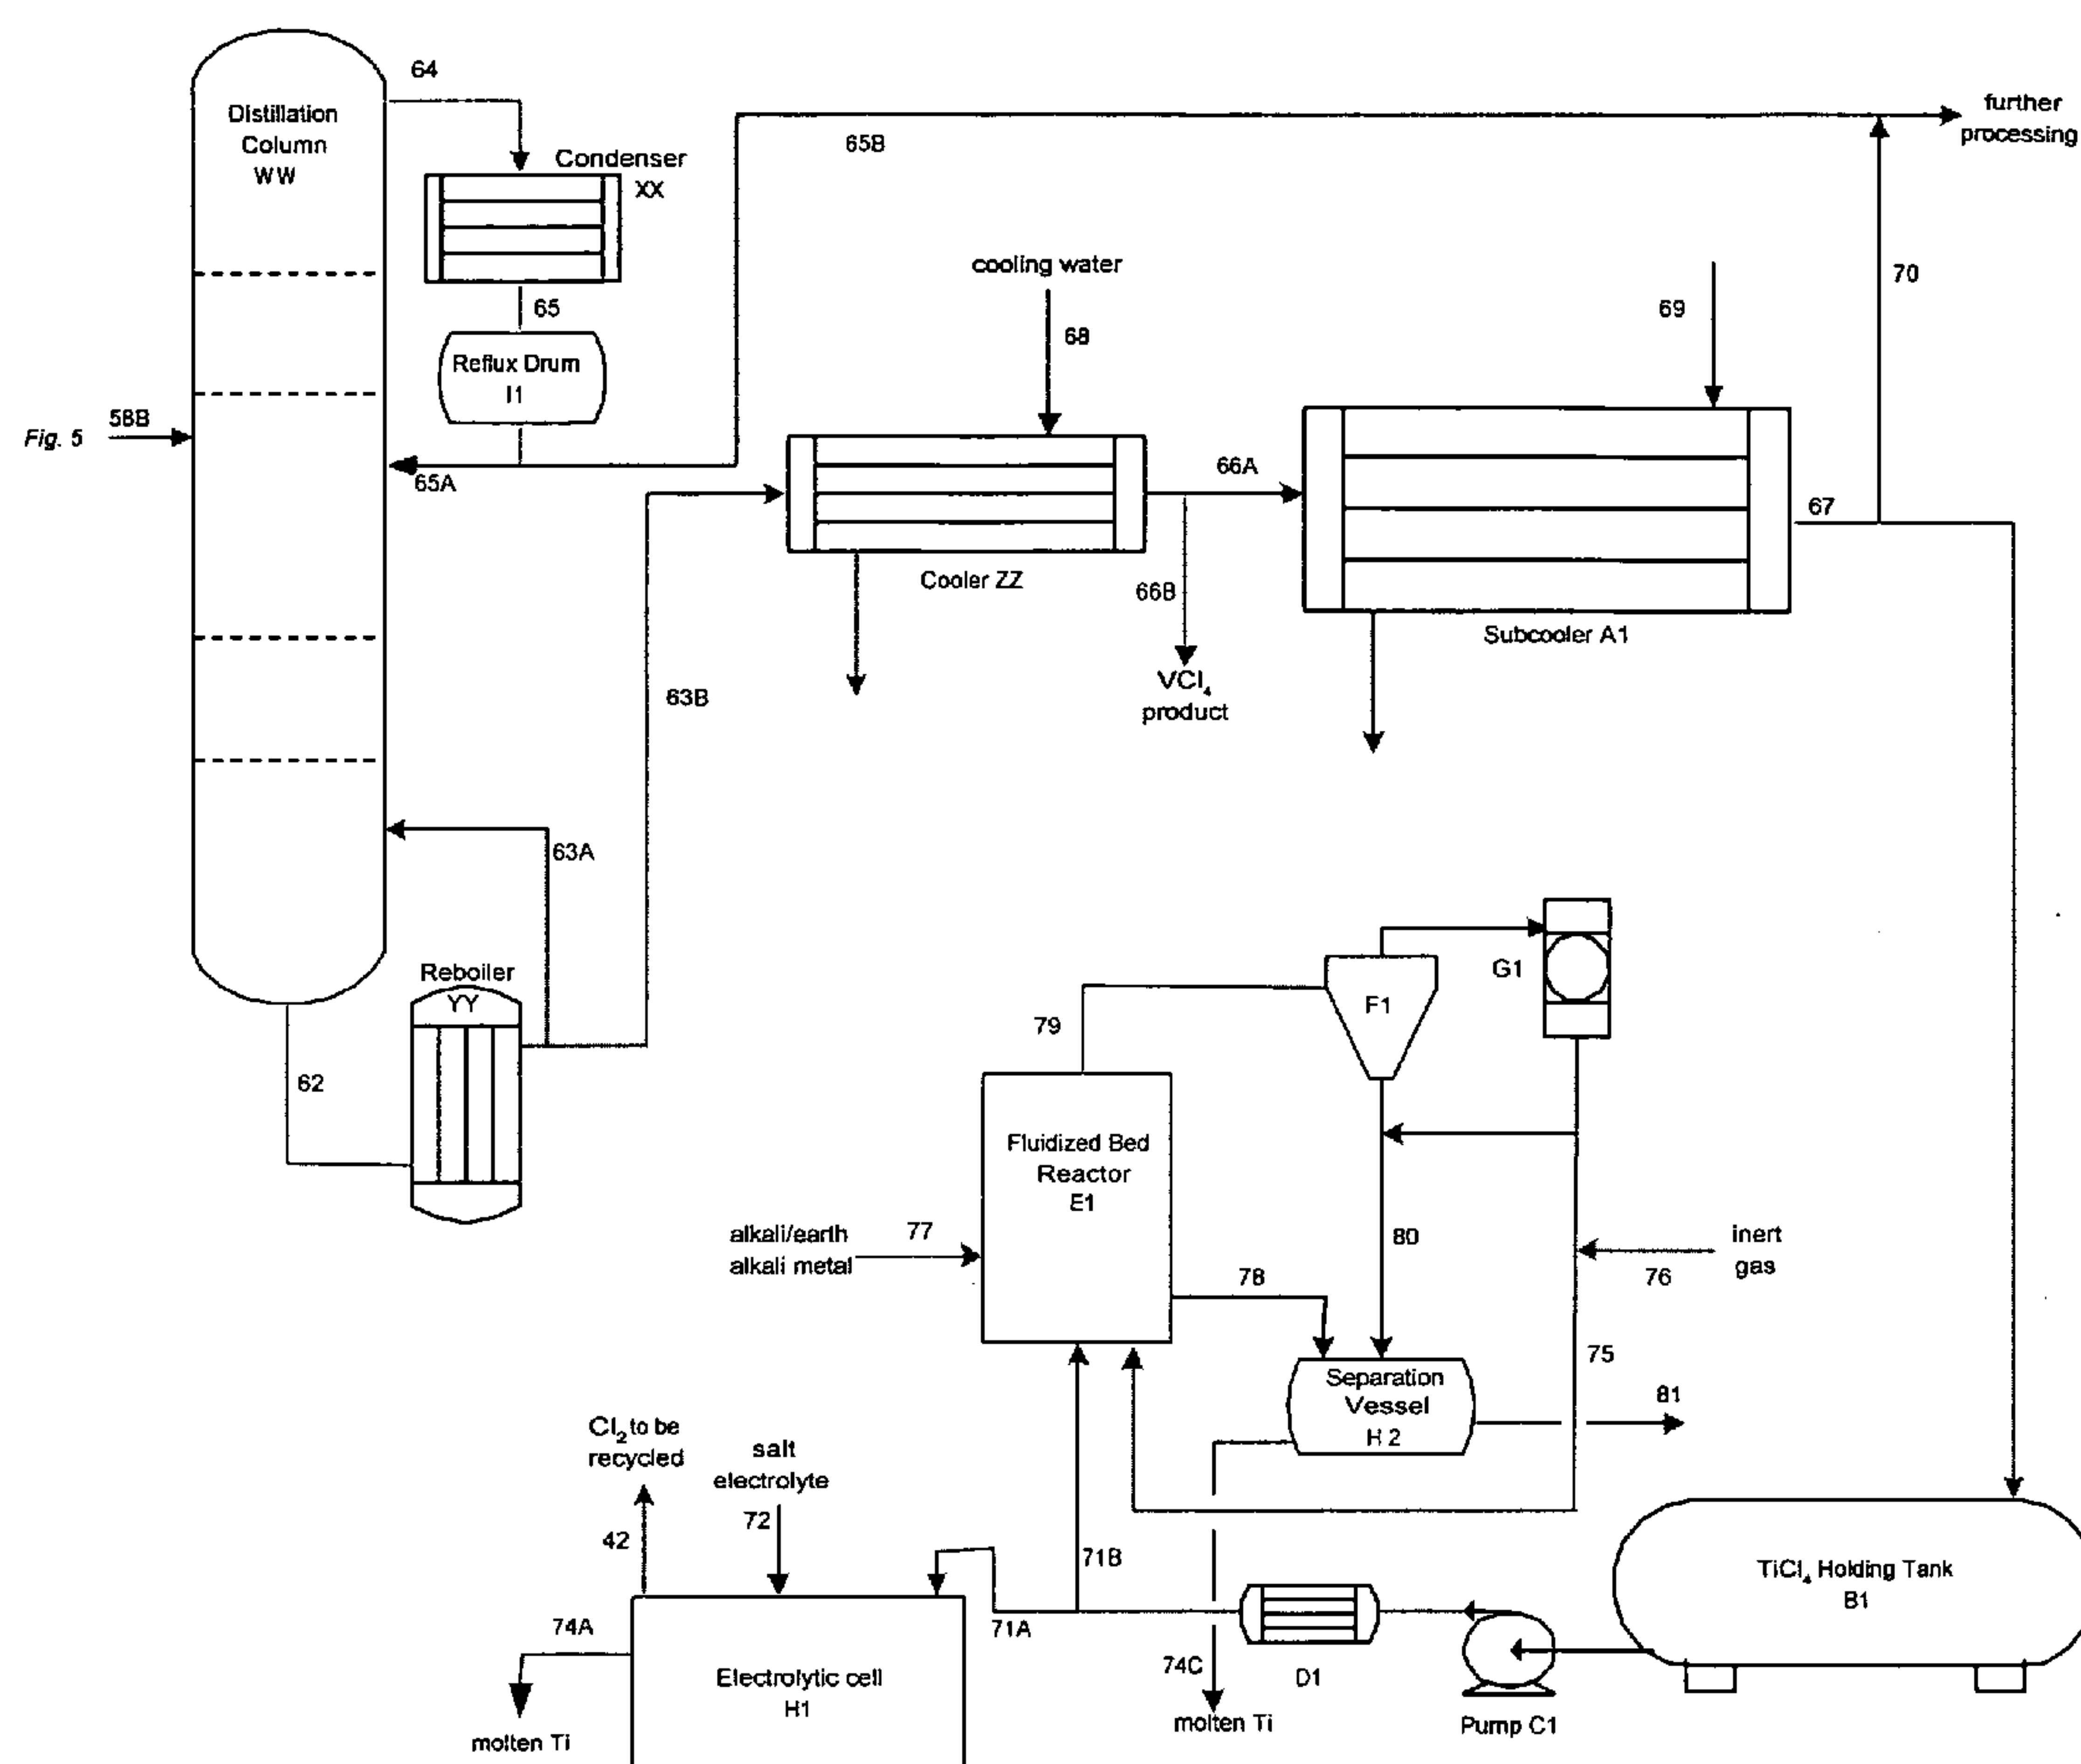 64
Distillation
Column
WW
Condenser
XX
65B
further
processing
cooling water
70
65
69
68
Reflux Drum
I1
58B
Fig. 5
65A
66A
67
Cooler ZZ
66B
Subcooler A1
VCl4
product
63B
63A
Reboiler
YY
G1
F1
79
62
Fluidized Bed
Reactor
E1
alkali/earth
alkali metal
77
80
inert
gas
76
78
75
Separation
Vessel
H2
81
Cl2 to be
recycled
salt
electrolyte
72
42
71B
TiCl4 Holding Tank
B1
74A
71A
74C
D1
Electrolytic cell
H1
molten Ti
Pump C1
molten Ti